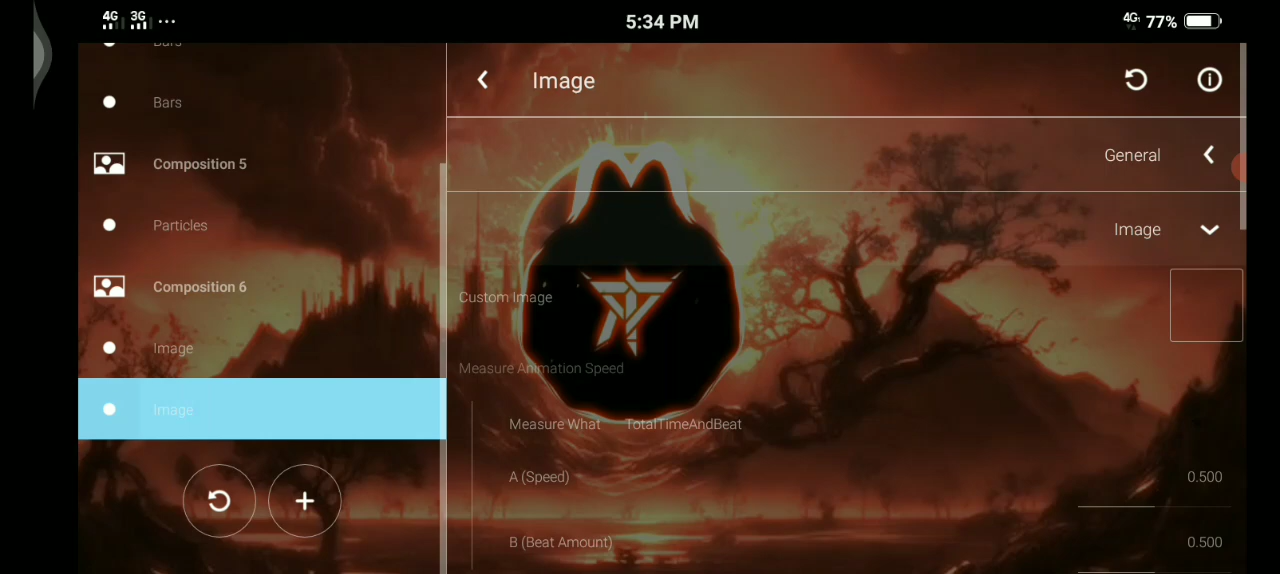 4G 3G ...
5:34 PM
4G 77%
Bars
Bars
Composition 5
Particles
Composition 6
Image
Image
Image
General
Image
Custom Image
Measure Animation Speed
Measure What TotalTimeAndBeat
A (Speed) 0.500
B (Beat Amount) 0.500